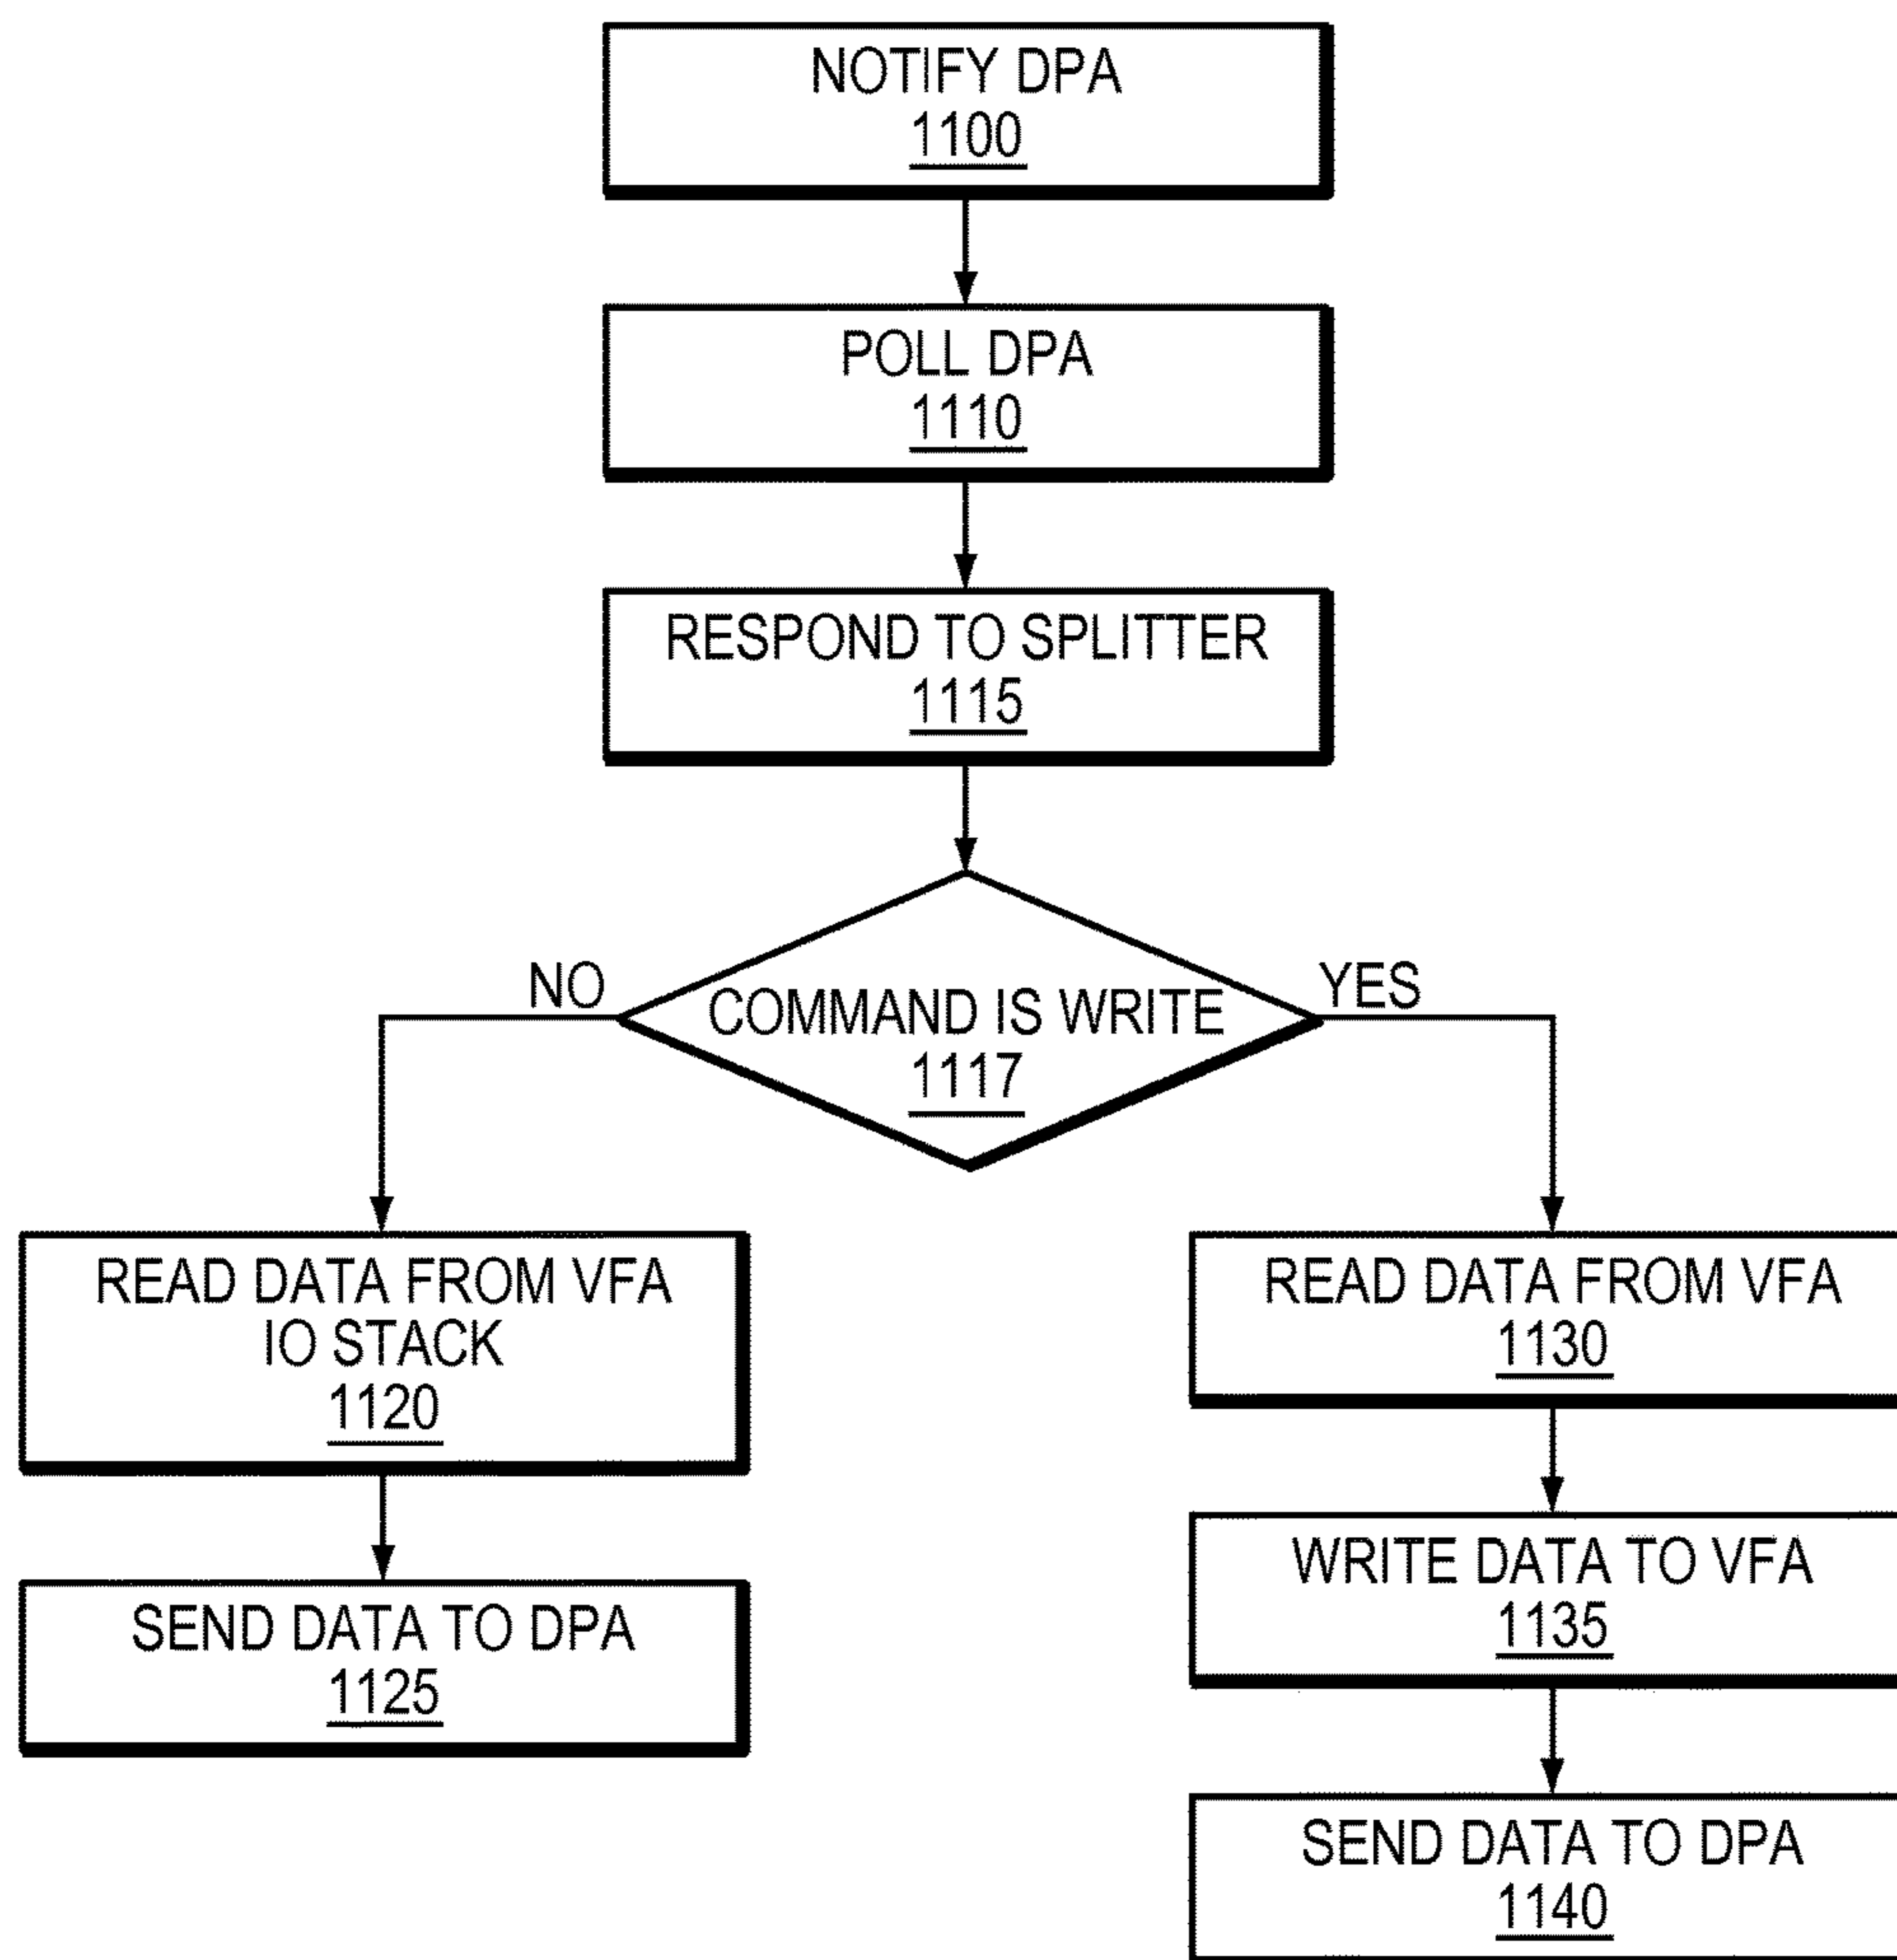 NOTIFY DPA
1100
POLL DPA
1110
RESPOND TO SPLITTER
1115
NO
YES
COMMAND IS WRITE
1117
READ DATA FROM VFA
IO STACK
1120
SEND DATA TO DPA
1125
READ DATA FROM VFA
1130
WRITE DATA TO VFA
1135
SEND DATA TO DPA
1140